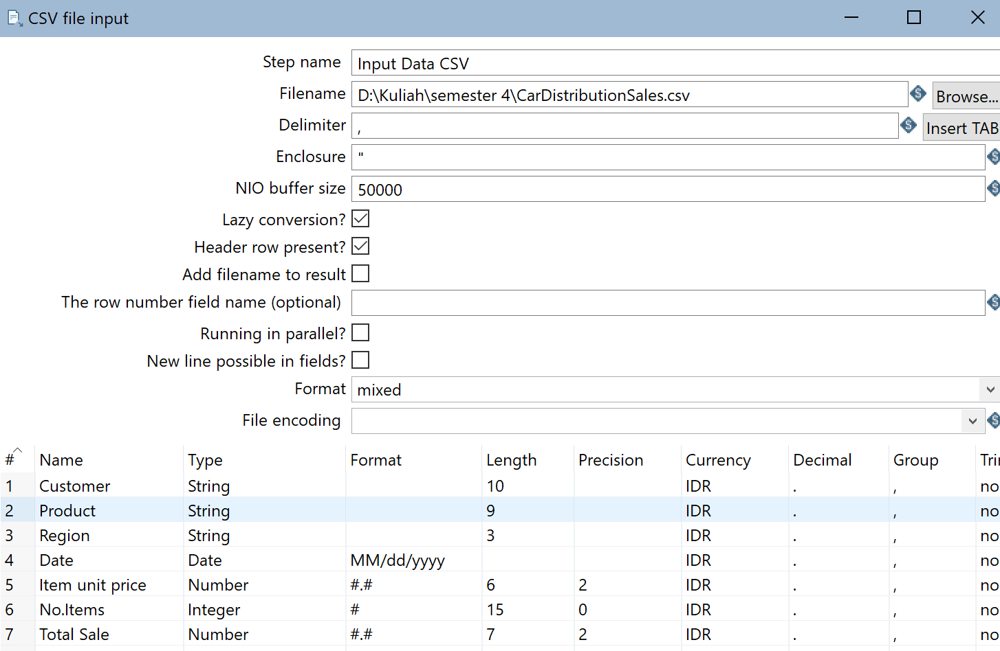 CSV file input
Step name Input Data CSV
Filename D:\Kuliah\semester 4\CarDistributionSales.csv Browse...
Delimiter , Insert TAB
Enclosure "
NIO buffer size 50000
Lazy conversion?
Header row present?
Add filename to result
The row number field name (optional)
Running in parallel?
New line possible in fields?
Format mixed
File encoding
# Name Type Format Length Precision Currency Decimal Group Tri
1 Customer String 10 IDR . , no
2 Product String 9 IDR . , no
3 Region String 3 IDR . , no
4 Date Date MM/dd/yyyy IDR . , no
5 Item unit price Number #.# 6 2 IDR . , no
6 No.Items Integer # 15 0 IDR . , no
7 Total Sale Number #.# 7 2 IDR . , no